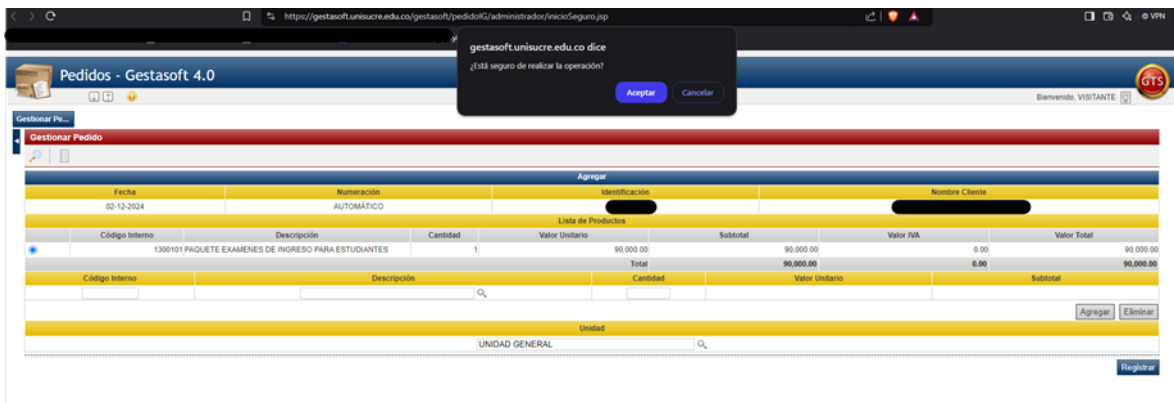 https://gestasoft.unisucre.edu.co/gestasoft/pedidoIG/administrador/inicioSeguro.jsp
VPN
gestasoft.unisucre.edu.co dice
¿Está seguro de realizar la operación?
Aceptar Cancelar
Pedidos - Gestasoft 4.0
GTS
Bienvenido, VISITANTE
Gestionar Pe...
Gestionar Pedido
Agregar
Fecha Numeración Identificación Nombre Cliente
02-12-2024 AUTOMÁTICO
Lista de Productos
Código Interno Descripción Cantidad Valor Unitario Subtotal Valor IVA Valor Total
1300101 PAQUETE EXAMENES DE INGRESO PARA ESTUDIANTES 1 90,000.00 90,000.00 0.00 90,000.00
Total 90,000.00 0.00 90,000.00
Código Interno Descripción Cantidad Valor Unitario Subtotal
Agregar Eliminar
Unidad
UNIDAD GENERAL
Registrar